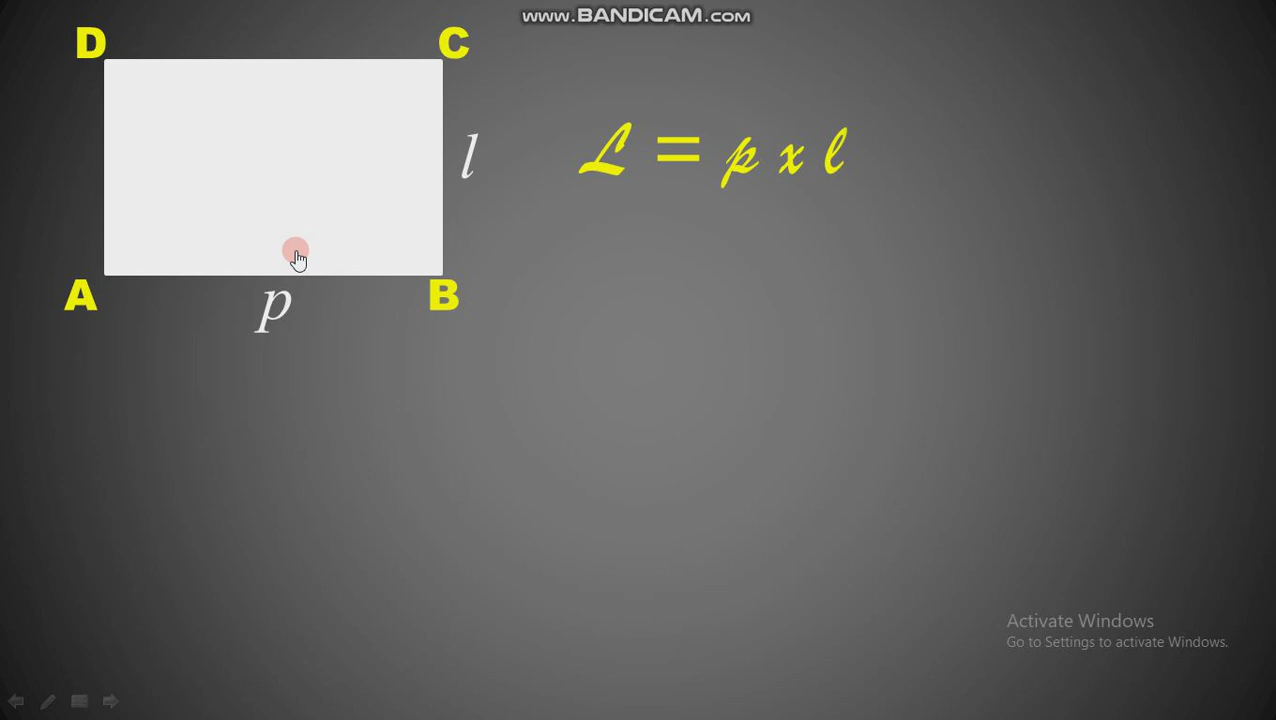 www.BANDICAM.com
D C
l
L = p x l
A B
p
Activate Windows
Go to Settings to activate Windows.